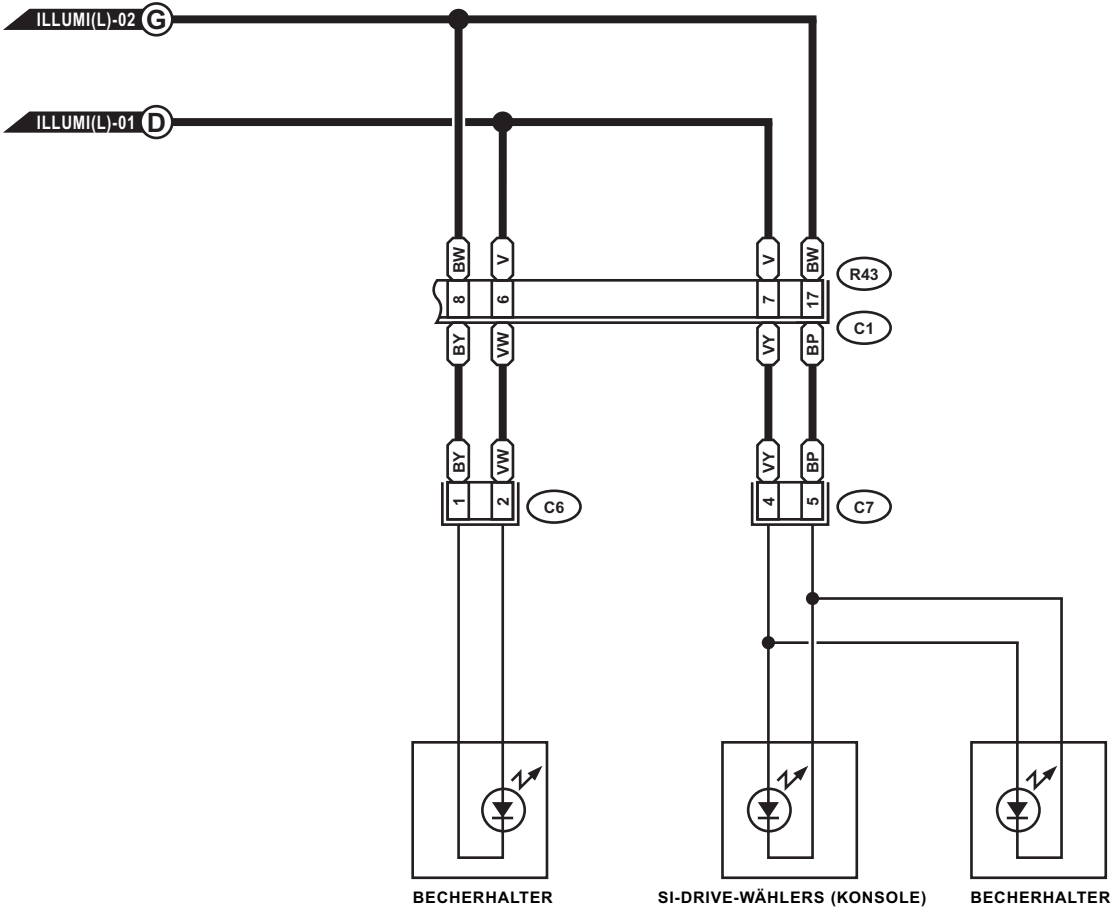 ILLUMI(L)-02 G
ILLUMI(L)-01 D
BW V V BW
R43
8 6 7 17
C1
BY VW VY BP
BY VW VY BP
1 2 C6 4 5 C7
BECHERHALTER SI-DRIVE-WÄHLERS (KONSOLE) BECHERHALTER